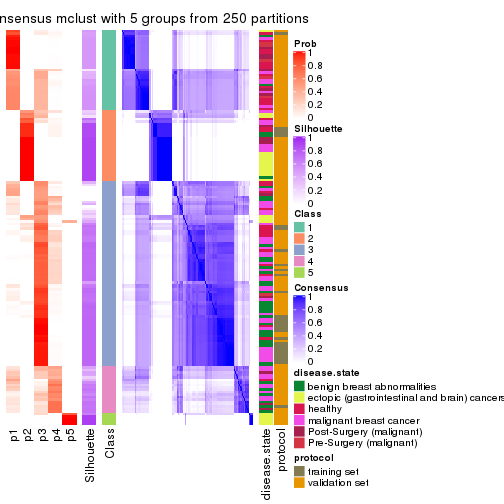 nsensus mclust with 5 groups from 250 partitions
Prob
1
0.8
0.6
0.4
0.2
0
Silhouette
1
0.8
0.6
0.4
0.2
0
Class
1
2
3
4
5
Consensus
1
0.8
0.6
0.4
0.2
0
disease.state
benign breast abnormalities
ectopic (gastrointestinal and brain) cancers
healthy
malignant breast cancer
Post-Surgery (malignant)
Pre-Surgery (malignant)
protocol
training set
validation set
p1
p2
p3
p4
p5
Silhouette
Class
disease.state
protocol